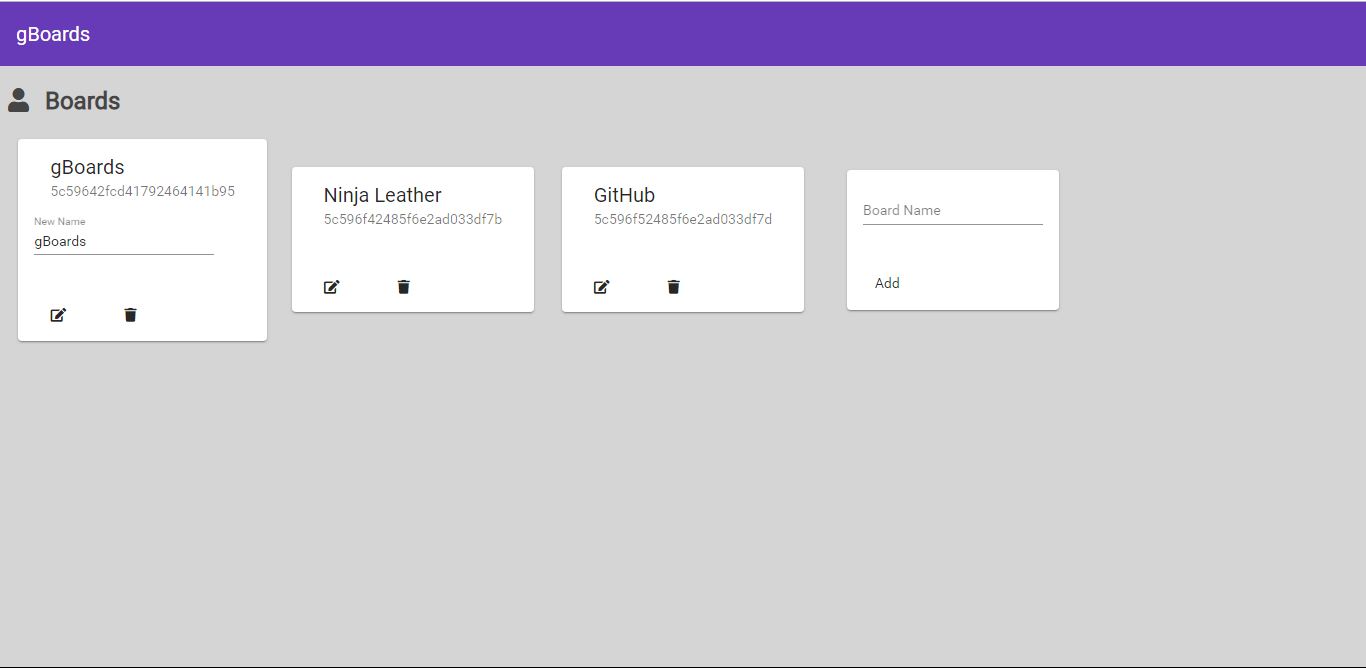 gBoards
Boards
gBoards
5c59642fcd41792464141b95
New Name
gBoards
Ninja Leather
5c596f42485f6e2ad033df7b
GitHub
5c596f52485f6e2ad033df7d
Board Name
Add